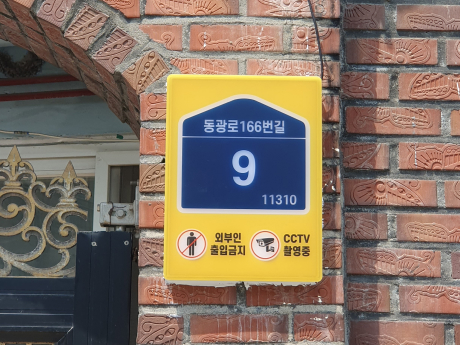 동광로166번길
9
11310
외부인
출입금지
CCTV
촬영중